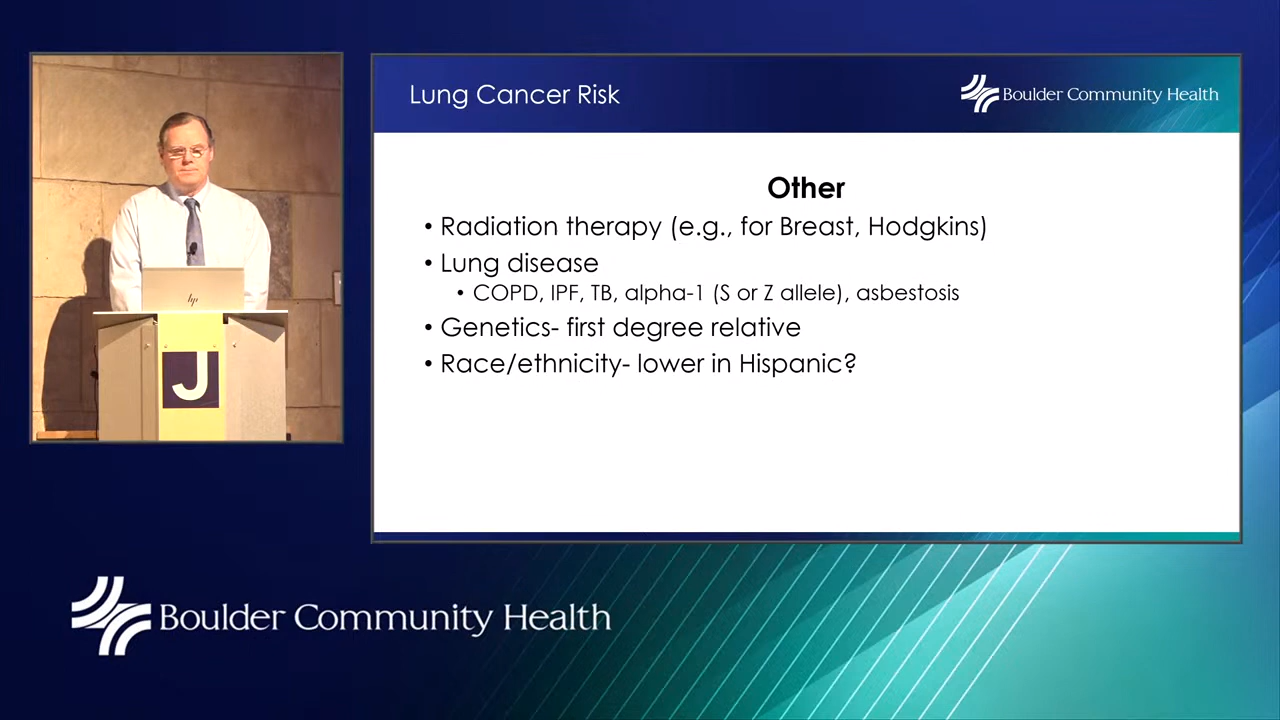 Lung Cancer Risk
Boulder Community Health
Other
• Radiation therapy (e.g., for Breast, Hodgkins)
• Lung disease
• COPD, IPF, TB, alpha-1 (S or Z allele), asbestosis
• Genetics- first degree relative
• Race/ethnicity- lower in Hispanic?
hp
J
Boulder Community Health